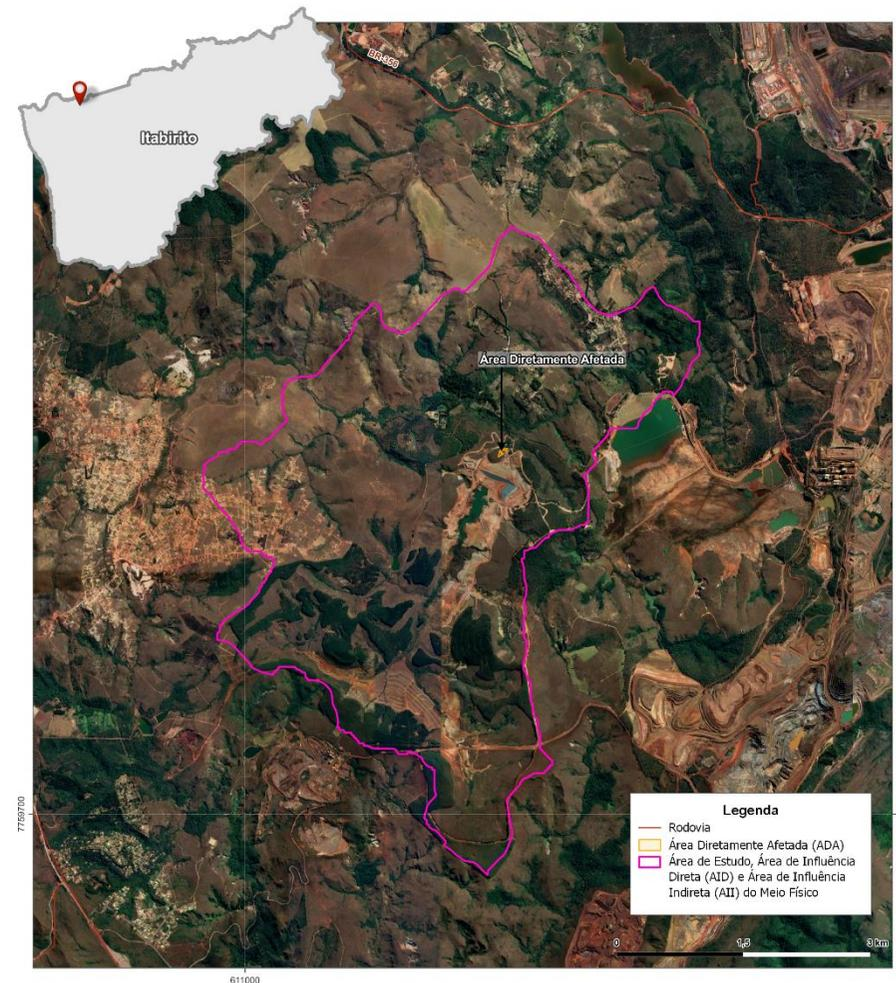 BR-356
Itabirito
Área Diretamente Afetada
7759700
Legenda
Rodovia
Área Diretamente Afetada (ADA)
Área de Estudo, Área de Influência
Direta (AID) e Área de Influência
Indireta (AII) do Meio Físico
0 1,5 3 km
611000